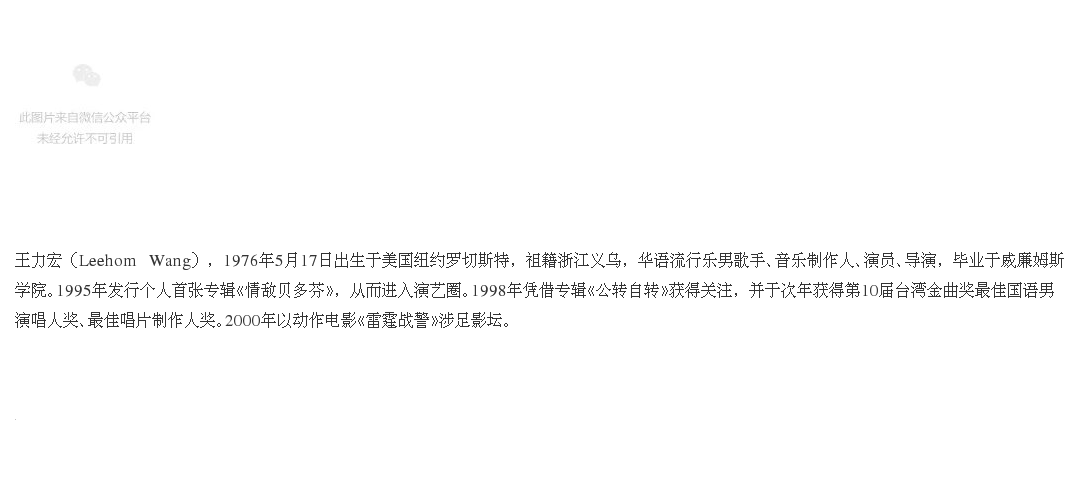 此图片来自微信公众平台
未经允许不可引用
王力宏（Leehom Wang），1976年5月17日出生于美国纽约罗切斯特，祖籍浙江义乌，华语流行乐男歌手、音乐制作人、演员、导演，毕业于威廉姆斯
学院。1995年发行个人首张专辑《情敌贝多芬》，从而进入演艺圈。1998年凭借专辑《公转自转》获得关注，并于次年获得第10届台湾金曲奖最佳国语男
演唱人奖、最佳唱片制作人奖。2000年以动作电影《雷霆战警》涉足影坛。